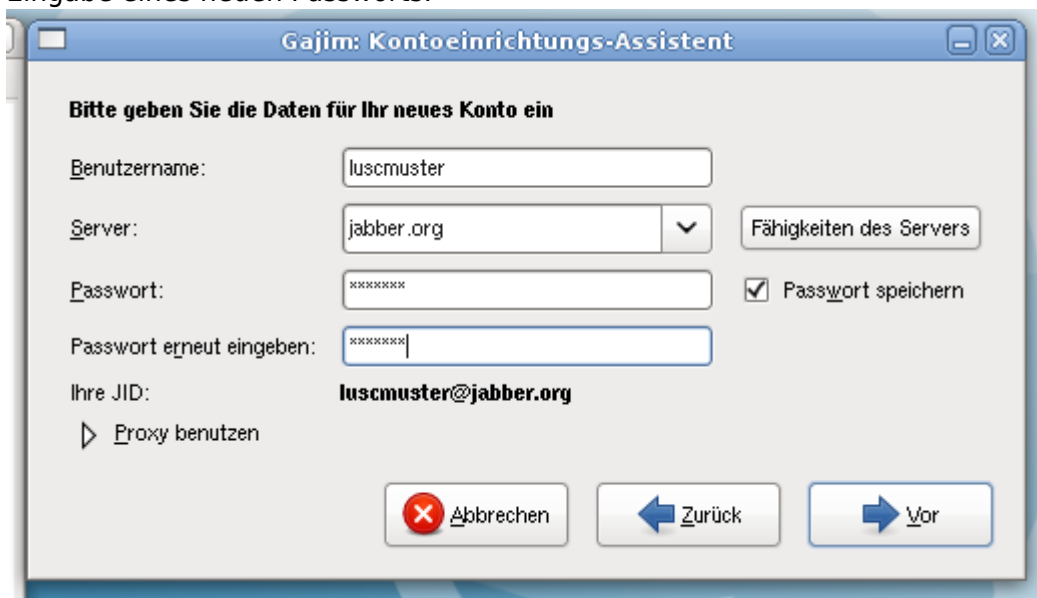 Eingabe eines neuen Passworts:
Gajim: Kontoeinrichtungs-Assistent
Bitte geben Sie die Daten für Ihr neues Konto ein
Benutzername: luscmuster
Server: jabber.org Fähigkeiten des Servers
Passwort: ******* Passwort speichern
Passwort erneut eingeben: *******
Ihre JID: luscmuster@jabber.org
Proxy benutzen
Abbrechen Zurück Vor